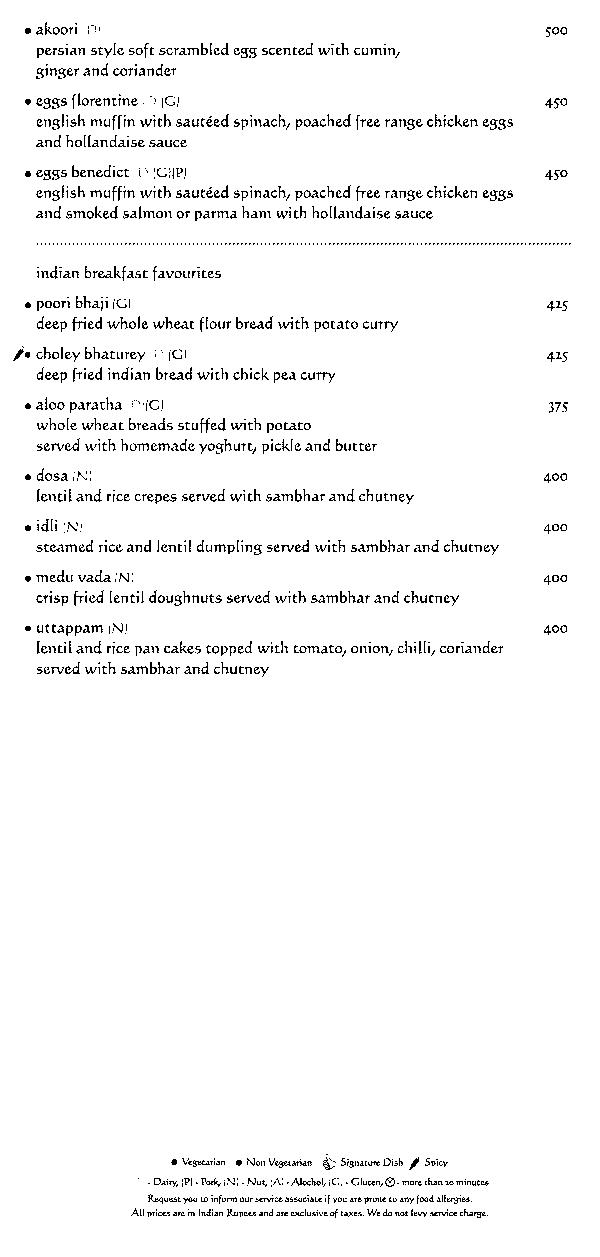 • akoori 500
persian style soft scrambled egg scented with cumin,
ginger and coriander
• eggs florentine [G] 450
english muffin with sautéed spinach, poached free range chicken eggs
and hollandaise sauce
• eggs benedict [G][P] 450
english muffin with sautéed spinach, poached free range chicken eggs
and smoked salmon or parma ham with hollandaise sauce
indian breakfast favourites
• poori bhaji [G] 425
deep fried whole wheat flour bread with potato curry
• choley bhaturey [G] 425
deep fried indian bread with chick pea curry
• aloo paratha [G] 375
whole wheat breads stuffed with potato
served with homemade yoghurt, pickle and butter
• dosa [N] 400
lentil and rice crepes served with sambhar and chutney
• idli [N] 400
steamed rice and lentil dumpling served with sambhar and chutney
• medu vada [N] 400
crisp fried lentil doughnuts served with sambhar and chutney
• uttappam [N] 400
lentil and rice pan cakes topped with tomato, onion, chilli, coriander
served with sambhar and chutney
• Vegetarian • Non Vegetarian Signature Dish Spicy
- Dairy, [P] - Pork, [N] - Nut, [A] - Alcohol, [G] - Gluten, - more than 20 minutes
Request you to inform our service associate if you are prone to any food allergies.
All prices are in Indian Rupees and are exclusive of taxes. We do not levy service charge.